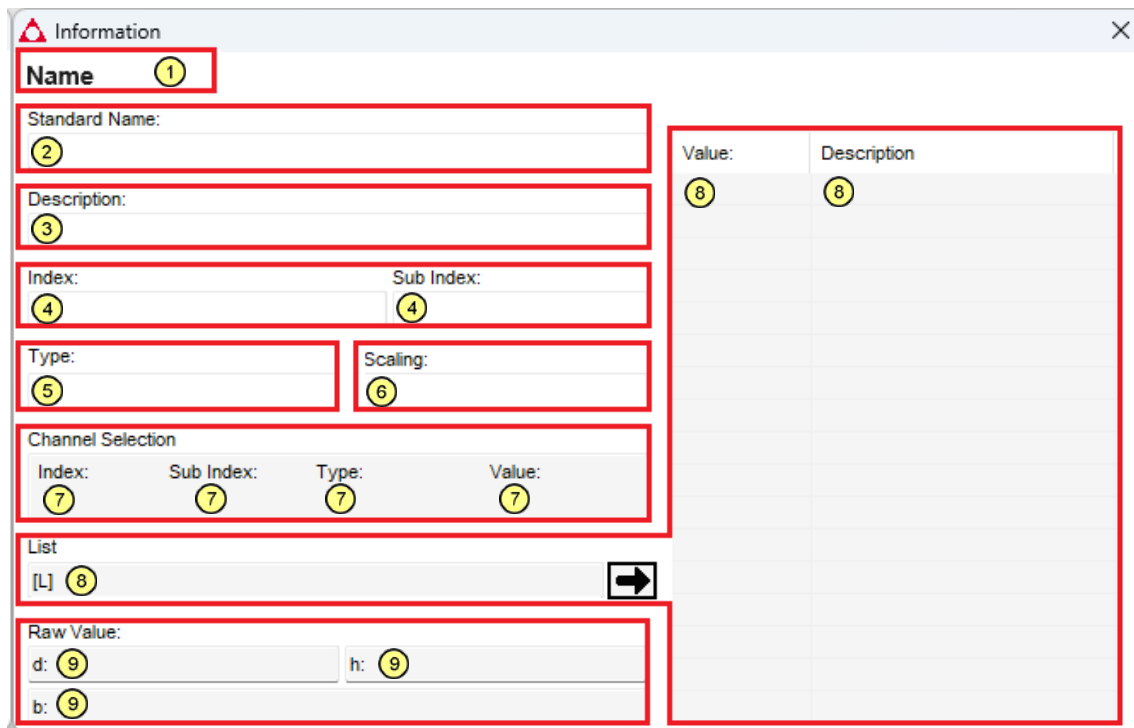 Information
Name 1
Standard Name:
2
Description:
3
Index: Sub Index:
4 4
Type: Scaling:
5 6
Channel Selection
Index: Sub Index: Type: Value:
7 7 7 7
List
[L] 8
Raw Value:
d: 9 h: 9
b: 9
Value: Description
8 8